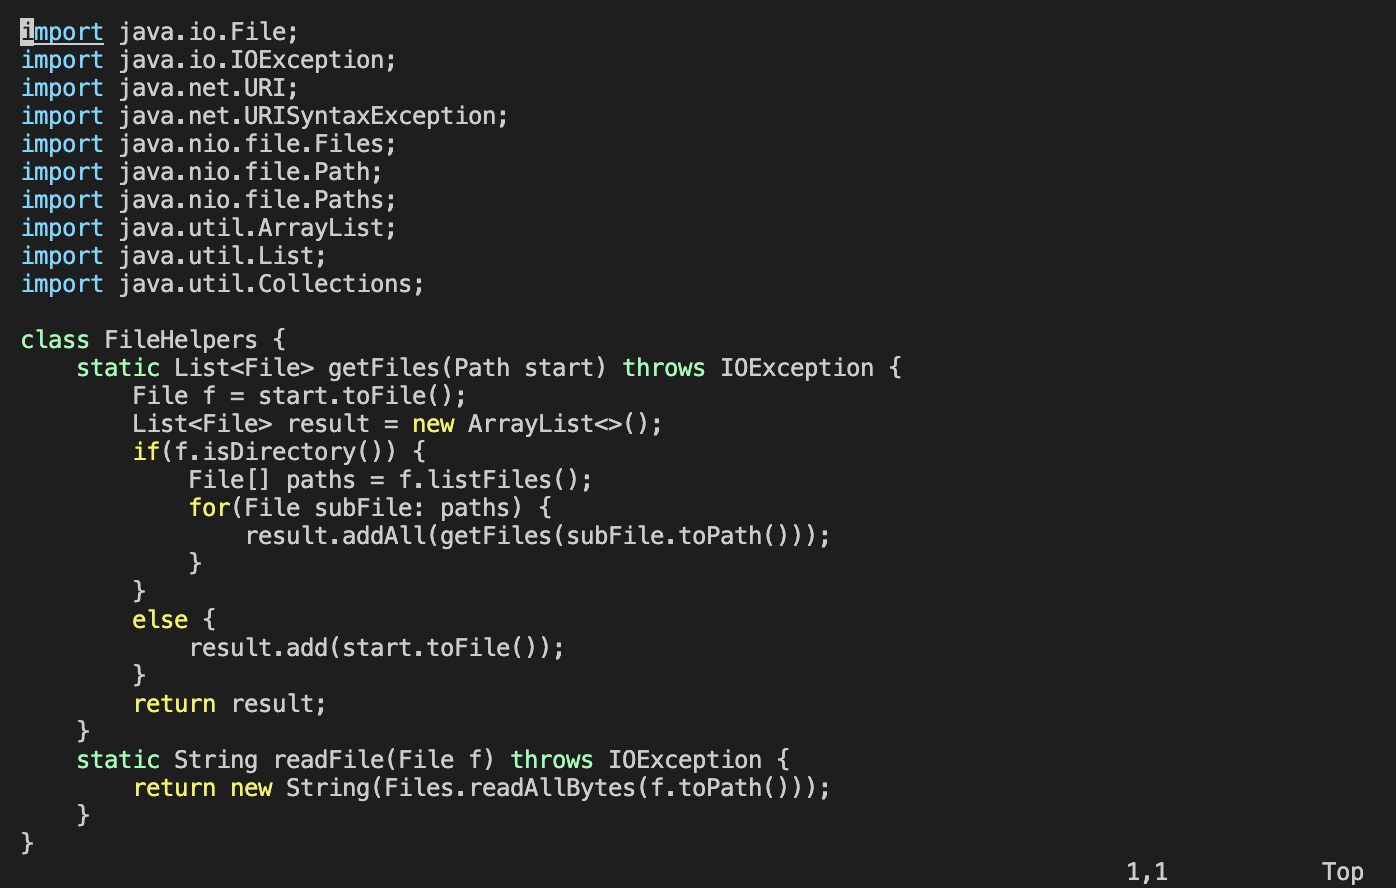 import java.io.File;
import java.io.IOException;
import java.net.URI;
import java.net.URISyntaxException;
import java.nio.file.Files;
import java.nio.file.Path;
import java.nio.file.Paths;
import java.util.ArrayList;
import java.util.List;
import java.util.Collections;

class FileHelpers {
    static List<File> getFiles(Path start) throws IOException {
        File f = start.toFile();
        List<File> result = new ArrayList<>();
        if(f.isDirectory()) {
            File[] paths = f.listFiles();
            for(File subFile: paths) {
                result.addAll(getFiles(subFile.toPath()));
            }
        }
        else {
            result.add(start.toFile());
        }
        return result;
    }
    static String readFile(File f) throws IOException {
        return new String(Files.readAllBytes(f.toPath()));
    }
}
1,1 Top